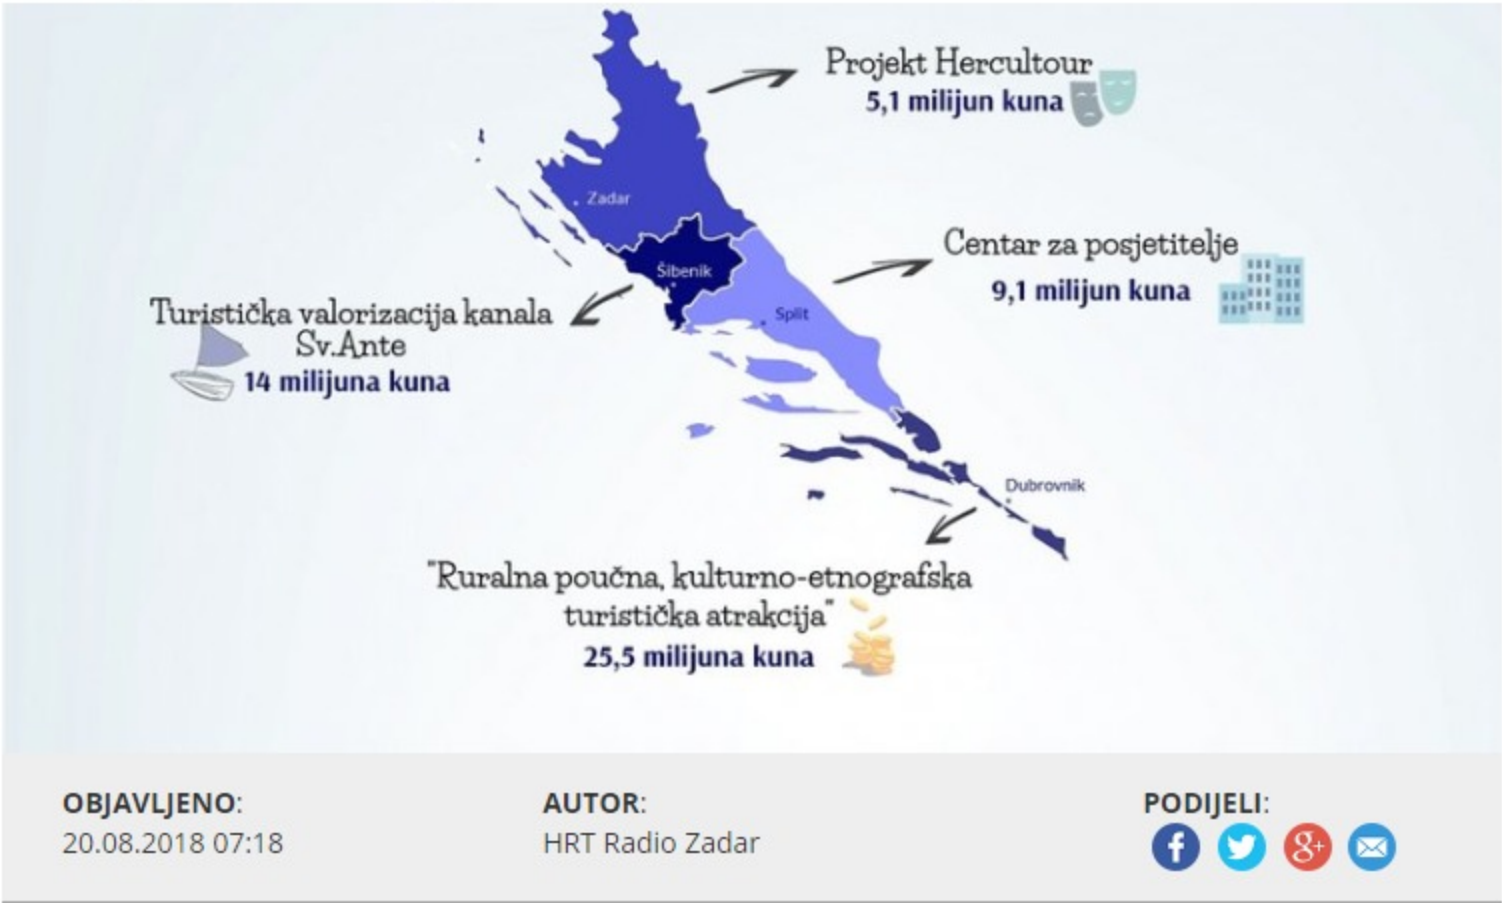 Projekt Hercultour
5,1 milijun kuna
Zadar
Centar za posjetitelje
9,1 milijun kuna
Šibenik
Turistička valorizacija kanala
Sv.Ante
14 milijuna kuna
Split
Dubrovnik
"Ruralna poučna, kulturno-etnografska
turistička atrakcija"
25,5 milijuna kuna
OBJAVLJENO:
20.08.2018 07:18
AUTOR:
HRT Radio Zadar
PODIJELI:
f
g+